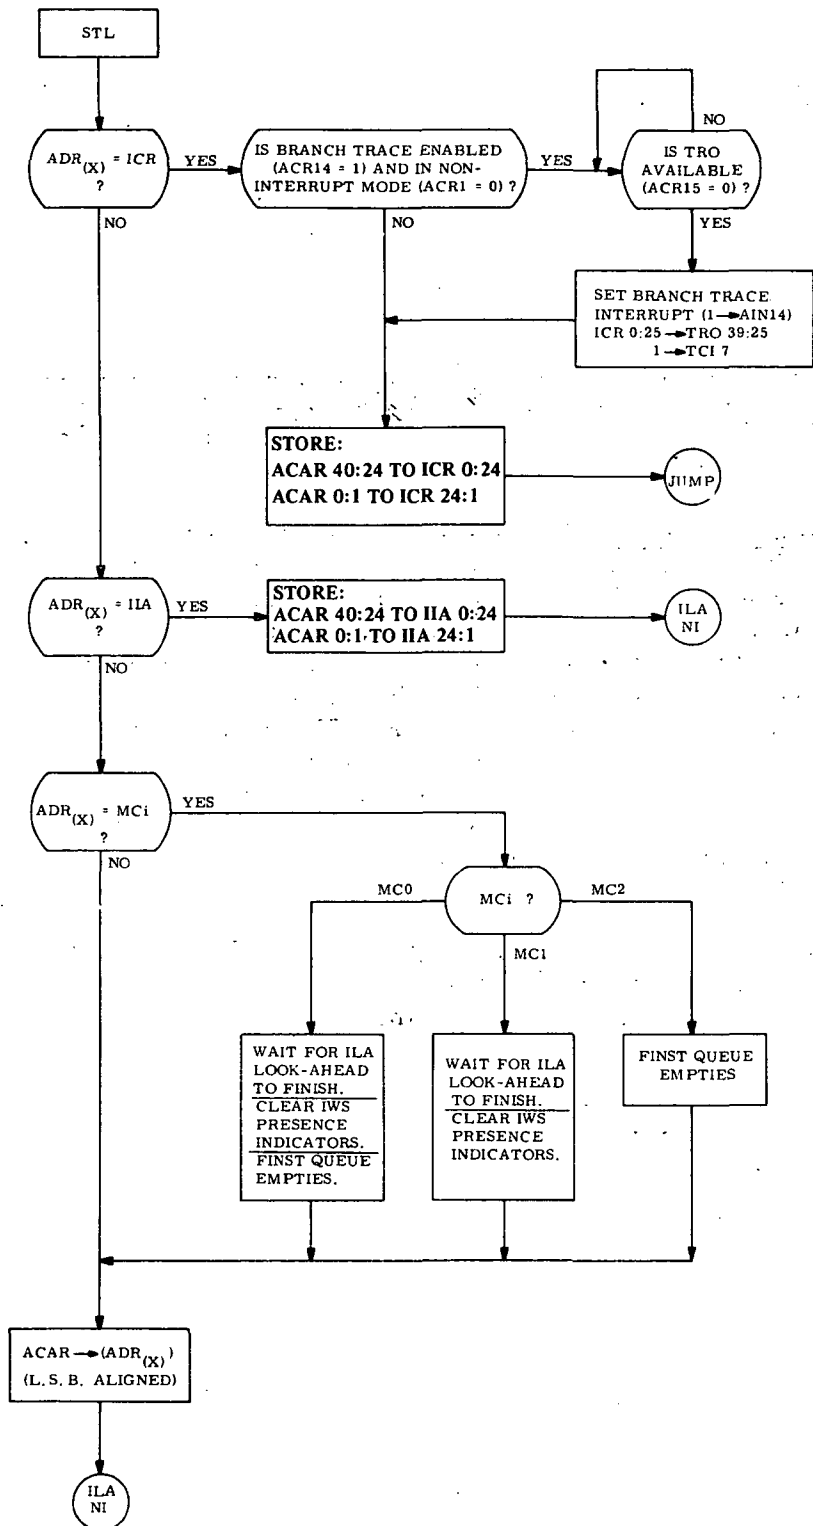 STL
ADR(X) = ICR
?
YES
NO
IS BRANCH TRACE ENABLED
(ACR14 = 1) AND IN NON-
INTERRUPT MODE (ACR1 = 0) ?
YES
NO
NO
IS TRO
AVAILABLE
(ACR15 = 0) ?
YES
SET BRANCH TRACE
INTERRUPT (1→AIN14)
ICR 0:25→TRO 39:25
1→TCI 7
STORE:
ACAR 40:24 TO ICR 0:24
ACAR 0:1 TO ICR 24:1
JUMP
ADR(X) = IIA
?
YES
NO
STORE:
ACAR 40:24 TO IIA 0:24
ACAR 0:1 TO IIA 24:1
ILA
NI
ADR(X) = MCi
?
YES
NO
MCi ?
MC0
MC2
MC1
WAIT FOR ILA
LOOK-AHEAD
TO FINISH.
CLEAR IWS
PRESENCE
INDICATORS.
FINST QUEUE
EMPTIES.
WAIT FOR ILA
LOOK-AHEAD
TO FINISH.
CLEAR IWS
PRESENCE
INDICATORS.
FINST QUEUE
EMPTIES
ACAR→(ADR(X))
(L.S.B. ALIGNED)
ILA
NI